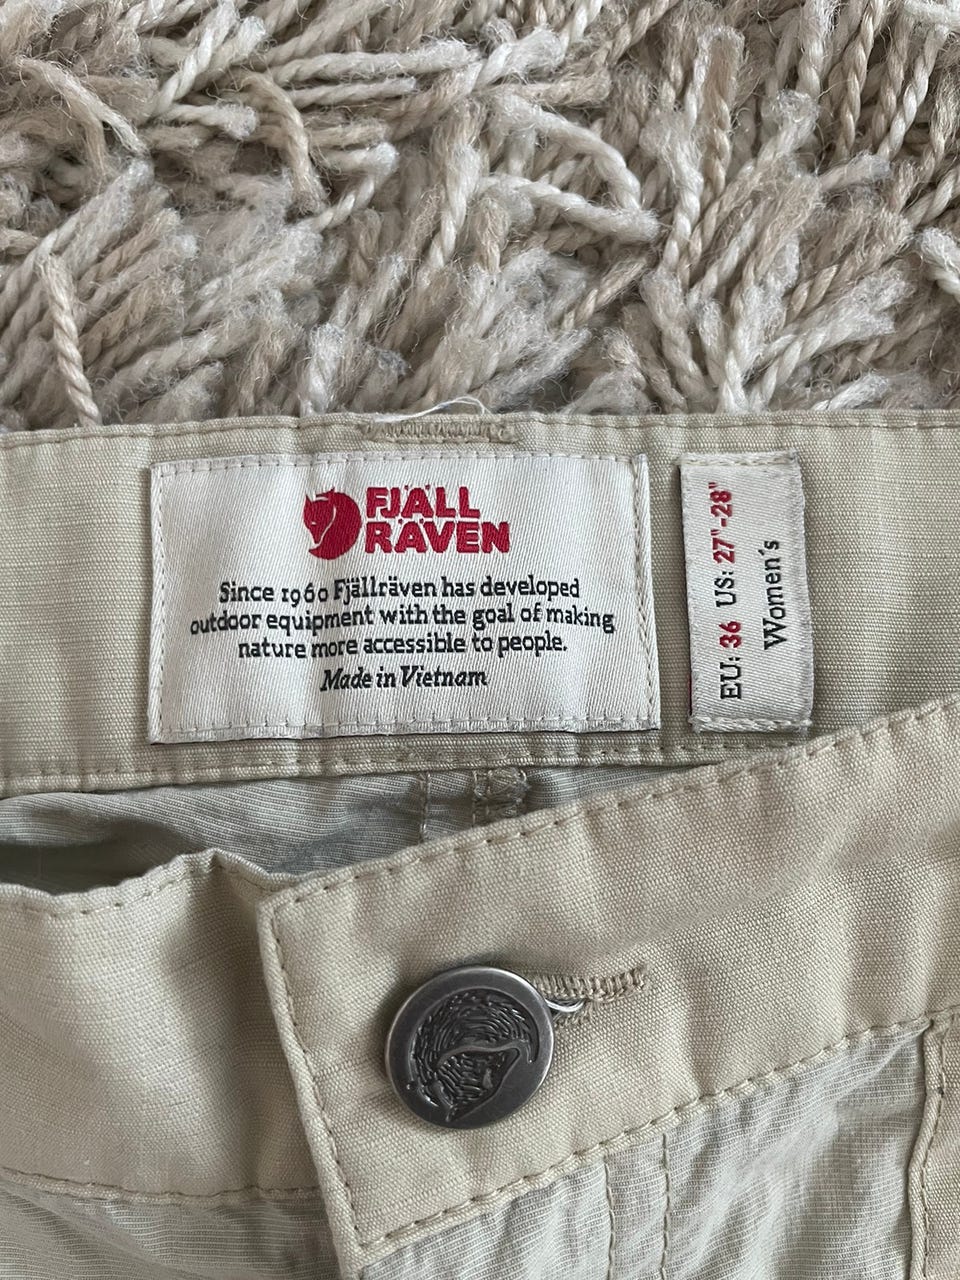 FJÄLL
RÄVEN
Since 1960 Fjällräven has developed
outdoor equipment with the goal of making
nature more accessible to people.
Made in Vietnam
EU: 36 US: 27"-28"
Women´s